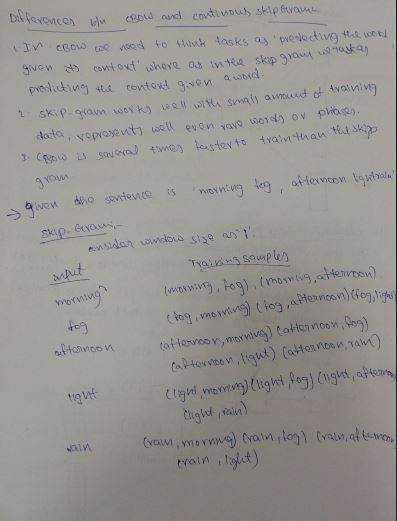 Differences b/n CBOW and continous skipGram:
1. In CBOW we need to think tasks as 'predecting the word
given its context' where as in the skip gram we task as
predicting the context given a word.
2. skip-gram works well with small amount of training
data, represents well even rare words or phrases.
3. CBOW is several times faster to train than the skip
gram
→ given the sentence is 'morning fog, afternoon light rain'
skip-Gram:-
consider window size as '1'.
input Training samples
morning (morning, fog), (morning, afternoon)
fog (fog, morning) (fog, afternoon) (fog, light)
afternoon (afternoon, morning) (afternoon, fog)
(afternoon, light) (afternoon, rain)
light (light, morning) (light, fog) (light, afternoon
(light, rain)
rain (rain, morning) (rain, fog) (rain, afternoon
(rain, light)